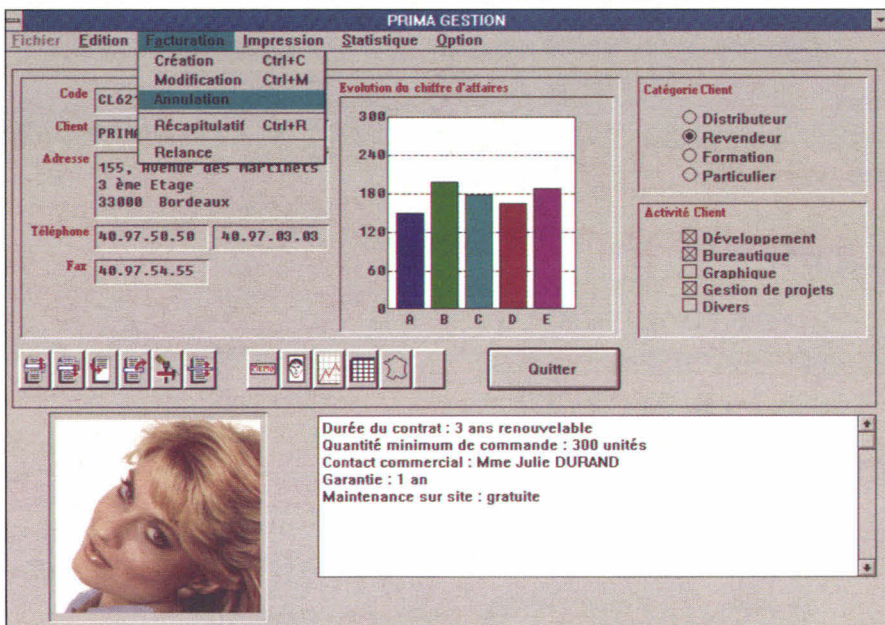 PRIMA GESTION
Fichier Edition Facturation Impression Statistique Option
Création Ctrl+C
Modification Ctrl+M
Annulation
Récapitulatif Ctrl+R
Relance
Code CL621
Client PRIMA
Adresse
155, Avenue des Martinets
3 ème Etage
33000 Bordeaux
Téléphone 40.97.50.50 40.97.03.03
Fax 40.97.54.55
Evolution du chiffre d'affaires
300
240
180
120
60
0
A B C D E
Catégorie Client
Distributeur
Revendeur
Formation
Particulier
Activité Client
Développement
Bureautique
Graphique
Gestion de projets
Divers
MEMO
Quitter
Durée du contrat : 3 ans renouvelable
Quantité minimum de commande : 300 unités
Contact commercial : Mme Julie DURAND
Garantie : 1 an
Maintenance sur site : gratuite